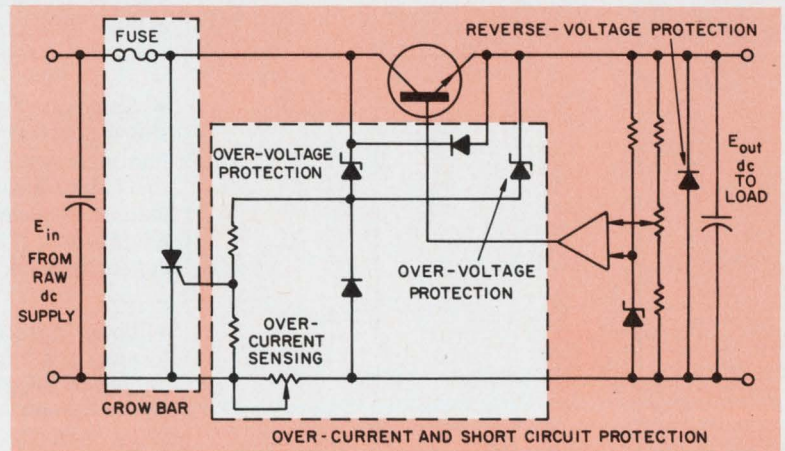 FUSE
REVERSE-VOLTAGE PROTECTION
OVER-VOLTAGE
PROTECTION
E out
dc
TO
LOAD
E in
FROM
RAW
dc
SUPPLY
OVER-VOLTAGE
PROTECTION
OVER-
CURRENT
SENSING
CROW BAR
OVER-CURRENT AND SHORT CIRCUIT PROTECTION